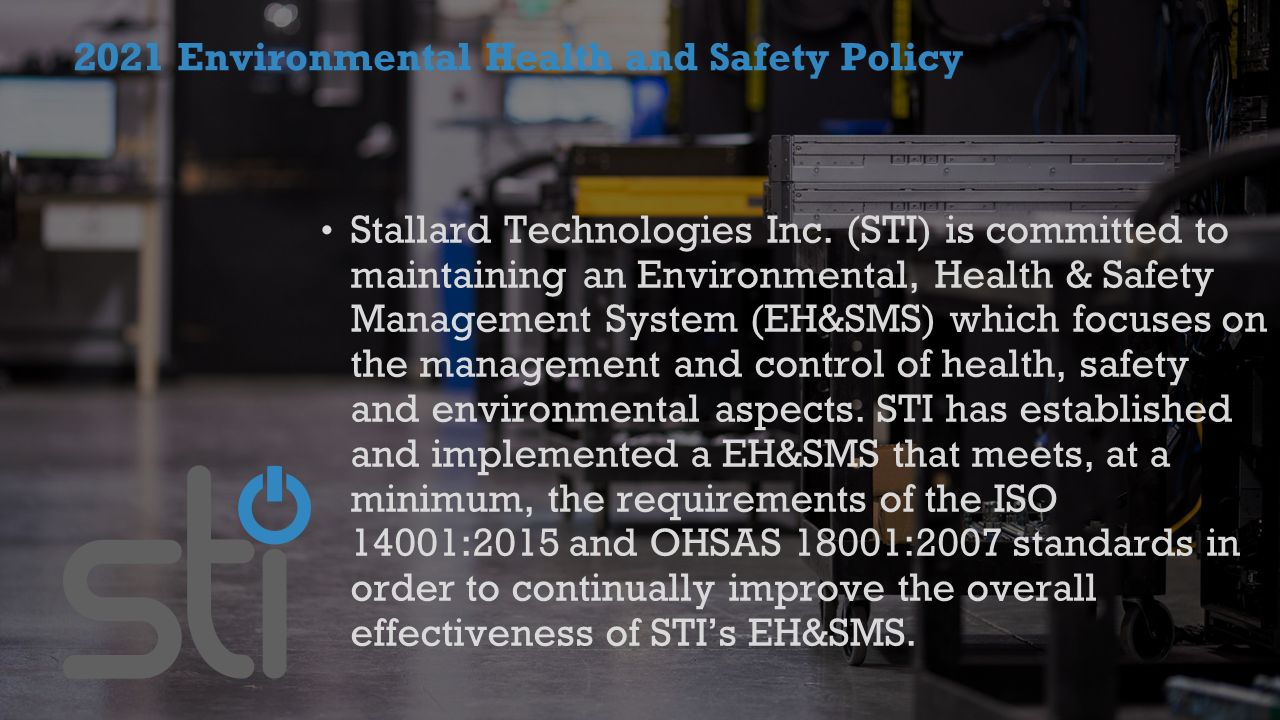 2021 Environmental Health and Safety Policy
• Stallard Technologies Inc. (STI) is committed to
maintaining an Environmental, Health & Safety
Management System (EH&SMS) which focuses on
the management and control of health, safety
and environmental aspects. STI has established
and implemented a EH&SMS that meets, at a
minimum, the requirements of the ISO
14001:2015 and OHSAS 18001:2007 standards in
order to continually improve the overall
effectiveness of STI’s EH&SMS.
sti